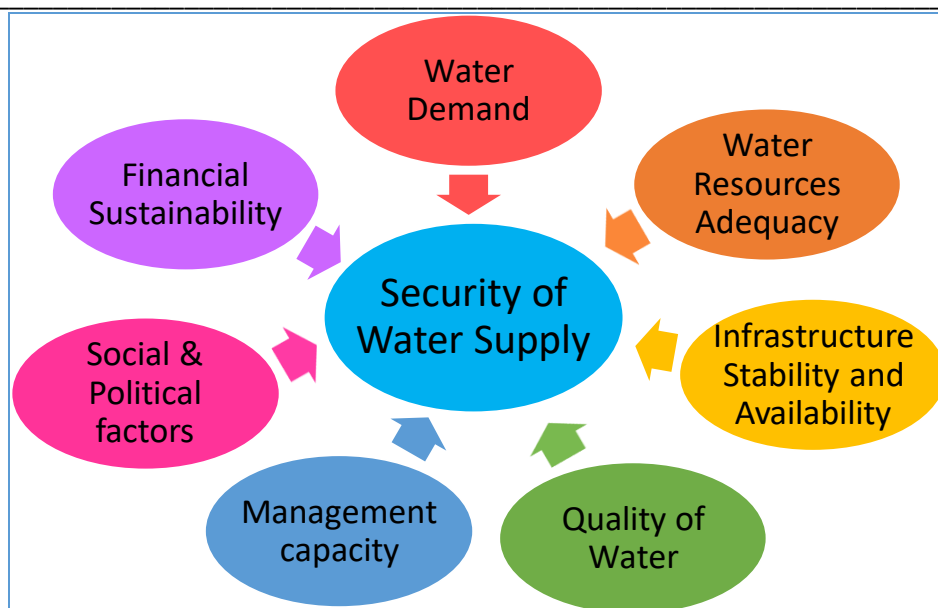 Water
Demand
Water
Resources
Adequacy
Infrastructure
Stability and
Availability
Quality of
Water
Management
capacity
Social &
Political
factors
Financial
Sustainability
Security of
Water Supply